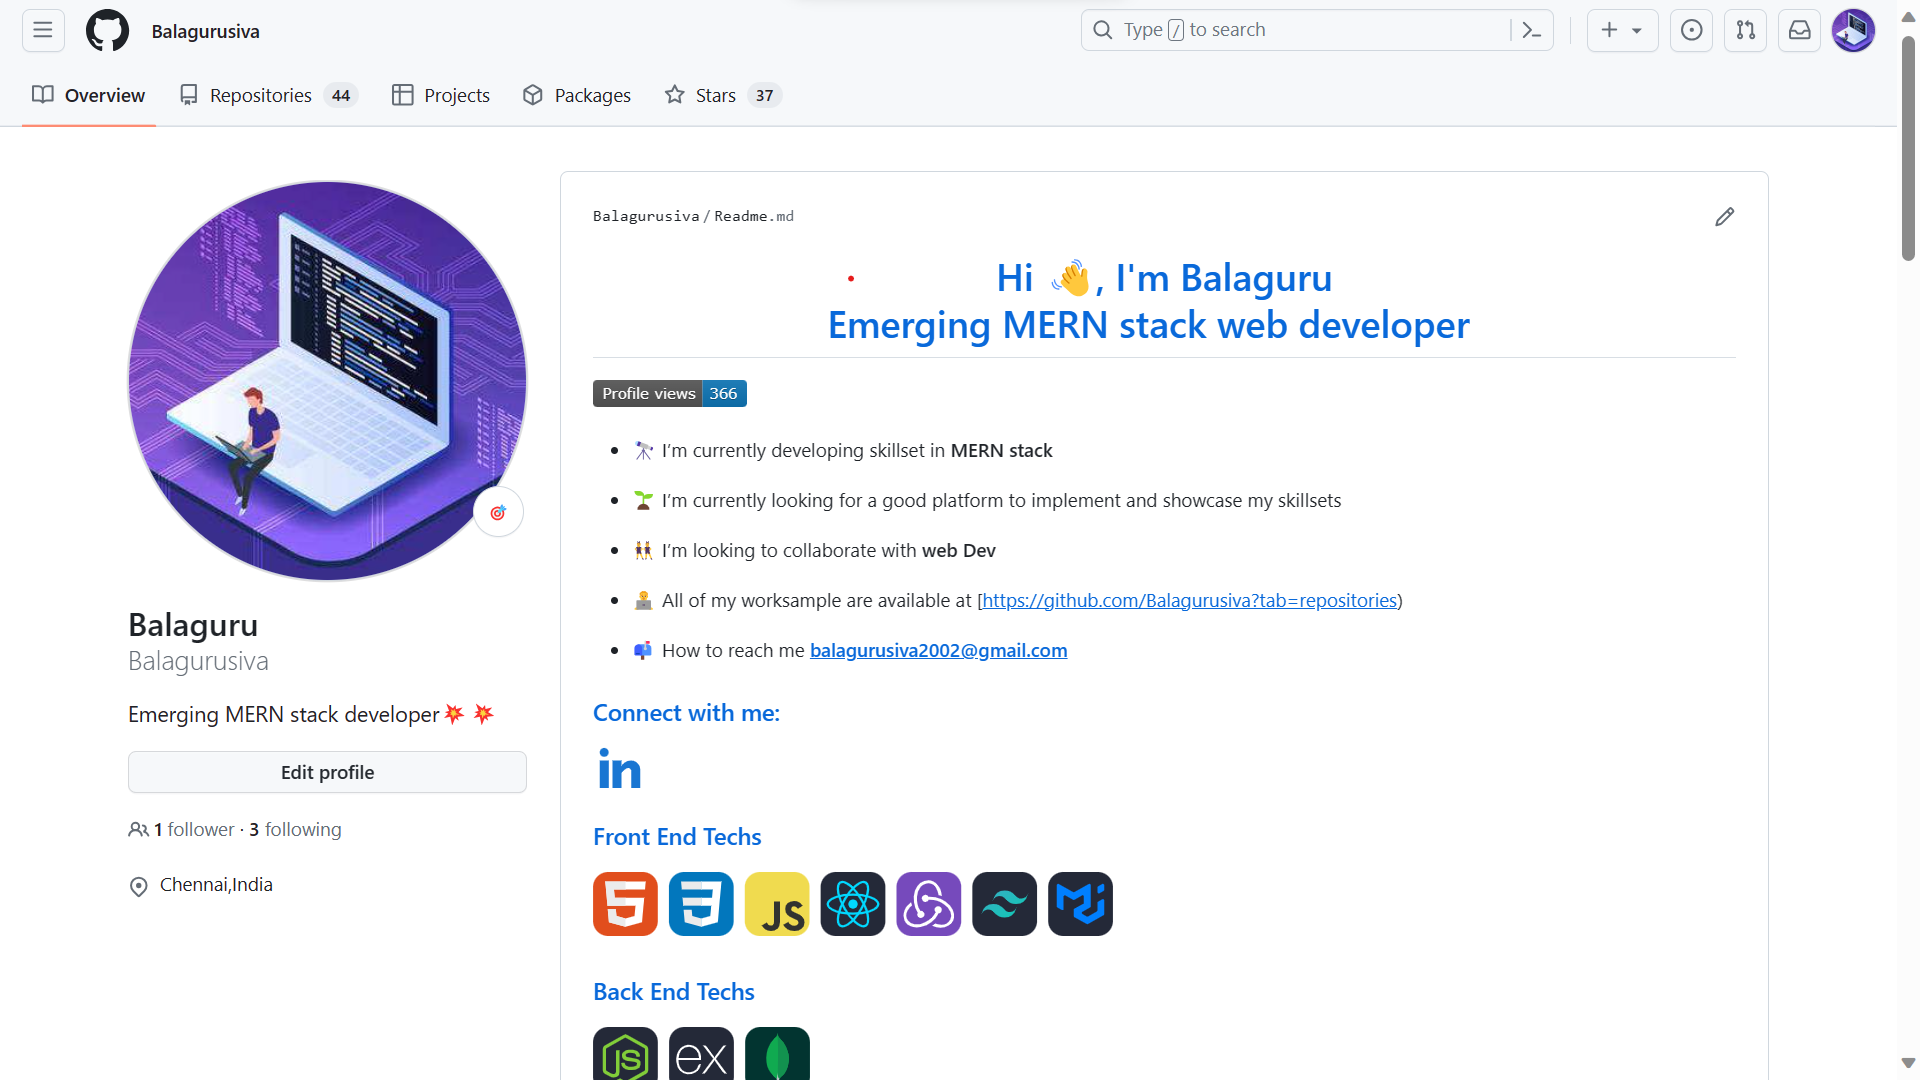 Balagurusiva
Type / to search
Overview
Repositories 44
Projects
Packages
Stars 37
Balagurusiva/Readme.md
Hi 👋, I'm Balaguru
Emerging MERN stack web developer
Profile views 366
🔭 I’m currently developing skillset in MERN stack
🌱 I’m currently looking for a good platform to implement and showcase my skillsets
👯 I’m looking to collaborate with web Dev
👨‍💻 All of my worksample are available at [https://github.com/Balagurusiva?tab=repositories)
📫 How to reach me balagurusiva2002@gmail.com
Connect with me:
in
Front End Techs
JS
Back End Techs
JS
ex
Balaguru
Balagurusiva
Emerging MERN stack developer💥 💥
Edit profile
1 follower · 3 following
Chennai,India